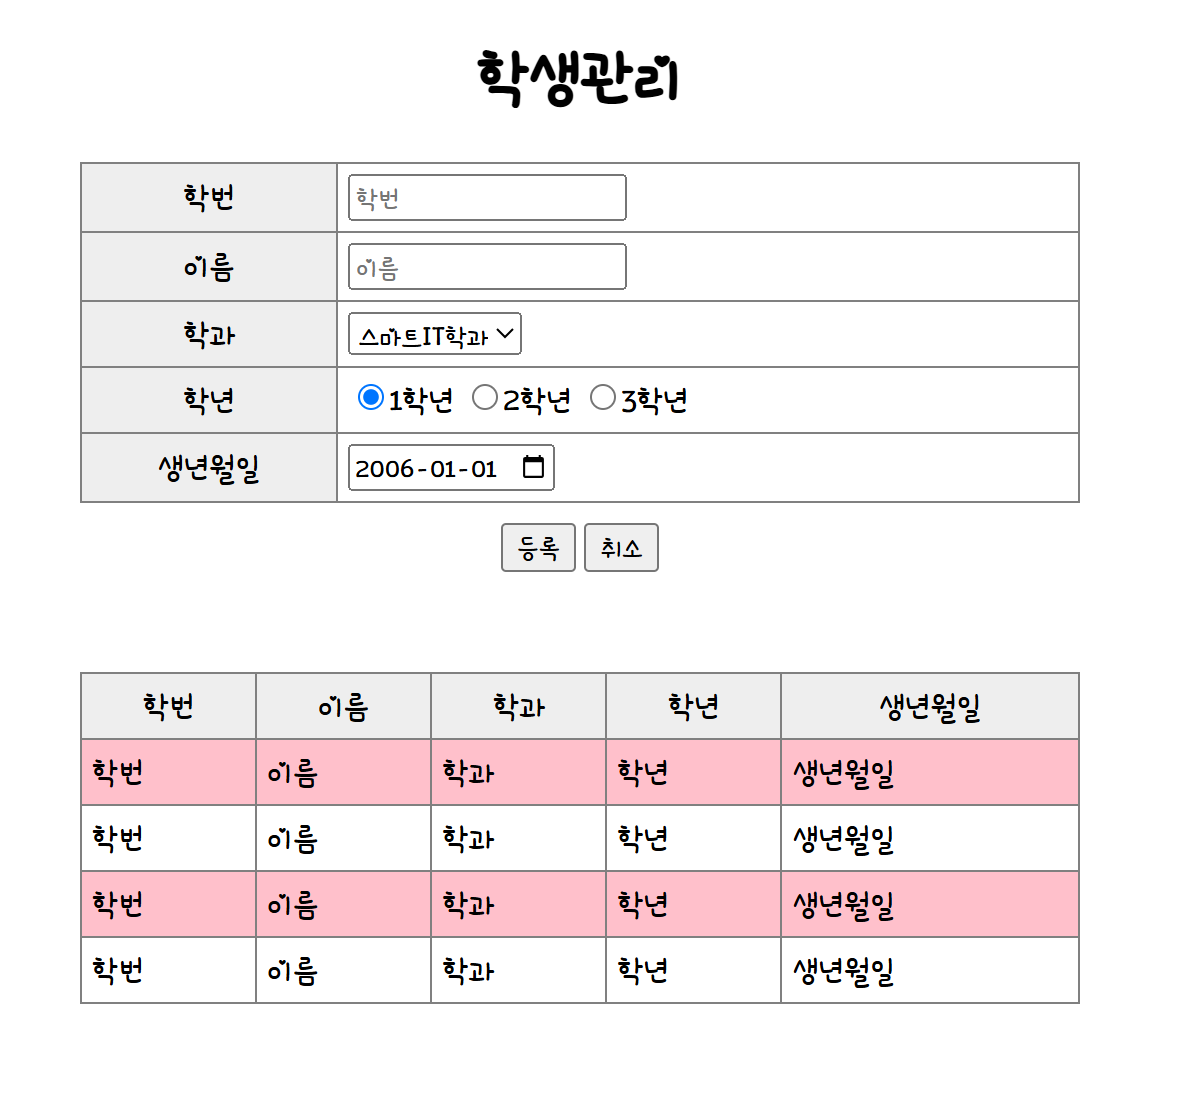 학생관리
학번 학번
이름 이름
학과 스마트IT학과
학년 1학년 2학년 3학년
생년월일 2006-01-01
등록 취소
학번 이름 학과 학년 생년월일
학번 이름 학과 학년 생년월일
학번 이름 학과 학년 생년월일
학번 이름 학과 학년 생년월일
학번 이름 학과 학년 생년월일